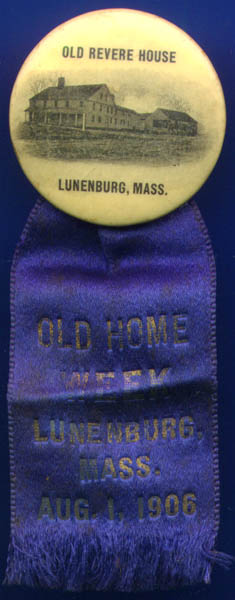 OLD REVERE HOUSE
LUNENBURG, MASS.
OLD HOME
WEEK
LUNENBURG,
MASS.
AUG. 1, 1906